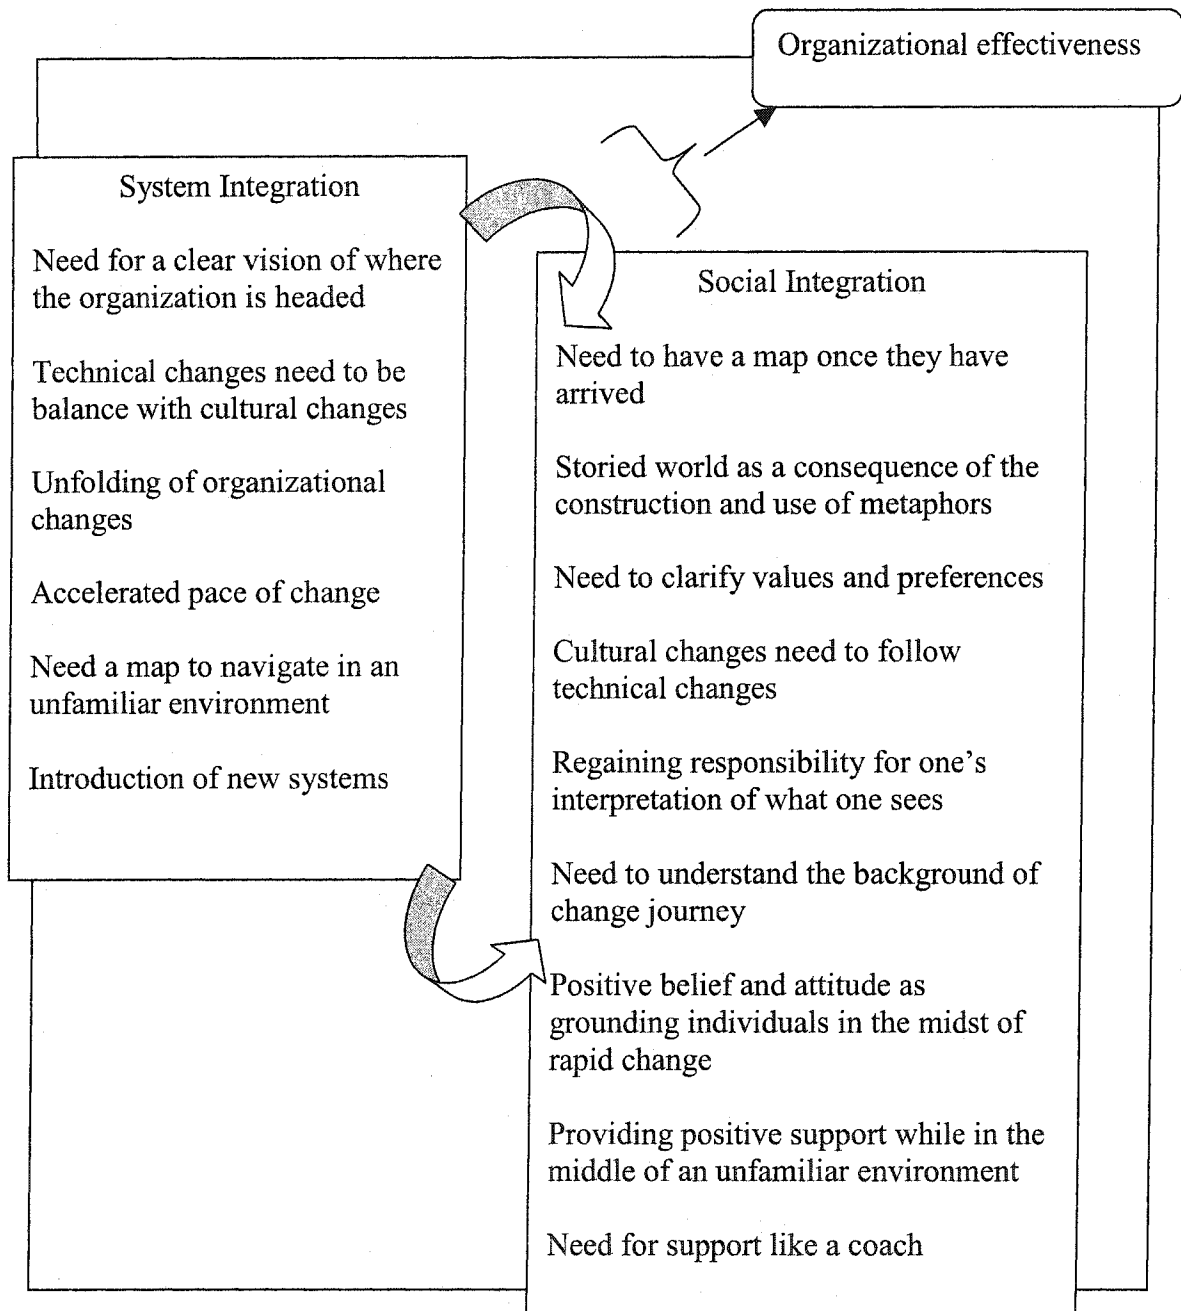 Organizational effectiveness
System Integration
Need for a clear vision of where
the organization is headed
Technical changes need to be
balance with cultural changes
Unfolding of organizational
changes
Accelerated pace of change
Need a map to navigate in an
unfamiliar environment
Introduction of new systems
Social Integration
Need to have a map once they have
arrived
Storied world as a consequence of the
construction and use of metaphors
Need to clarify values and preferences
Cultural changes need to follow
technical changes
Regaining responsibility for one's
interpretation of what one sees
Need to understand the background of
change journey
Positive belief and attitude as
grounding individuals in the midst of
rapid change
Providing positive support while in the
middle of an unfamiliar environment
Need for support like a coach